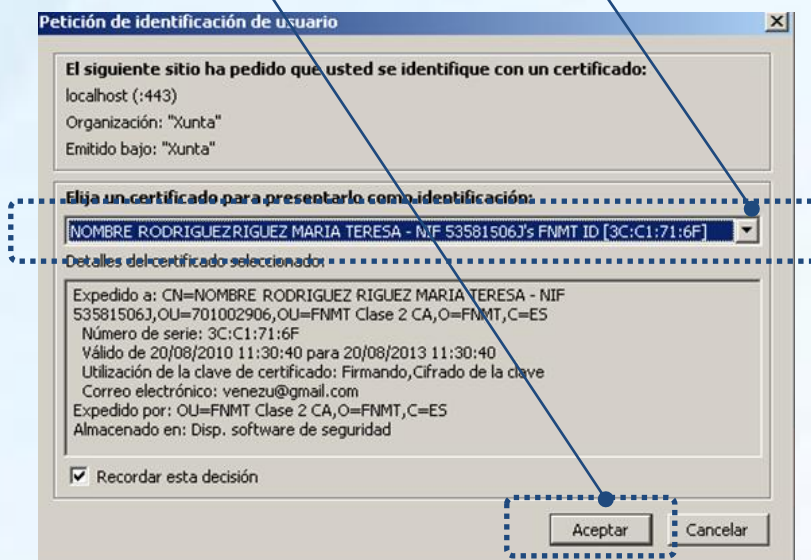 Petición de identificación de usuario
El siguiente sitio ha pedido que usted se identifique con un certificado:
localhost (:443)
Organización: "Xunta"
Emitido bajo: "Xunta"
Elija un certificado para presentarlo como identificación:
NOMBRE RODRIGUEZRIGUEZ MARIA TERESA - NIF 53581506J's FNMT ID [3C:C1:71:6F]
Detalles del certificado seleccionado:
Expedido a: CN=NOMBRE RODRIGUEZ RIGUEZ MARIA TERESA - NIF
53581506J,OU=701002906,OU=FNMT Clase 2 CA,O=FNMT,C=ES
Número de serie: 3C:C1:71:6F
Válido de 20/08/2010 11:30:40 para 20/08/2013 11:30:40
Utilización de la clave de certificado: Firmando,Cifrado de la clave
Correo electrónico: venezu@gmail.com
Expedido por: OU=FNMT Clase 2 CA,O=FNMT,C=ES
Almacenado en: Disp. software de seguridad
Recordar esta decisión
Aceptar
Cancelar